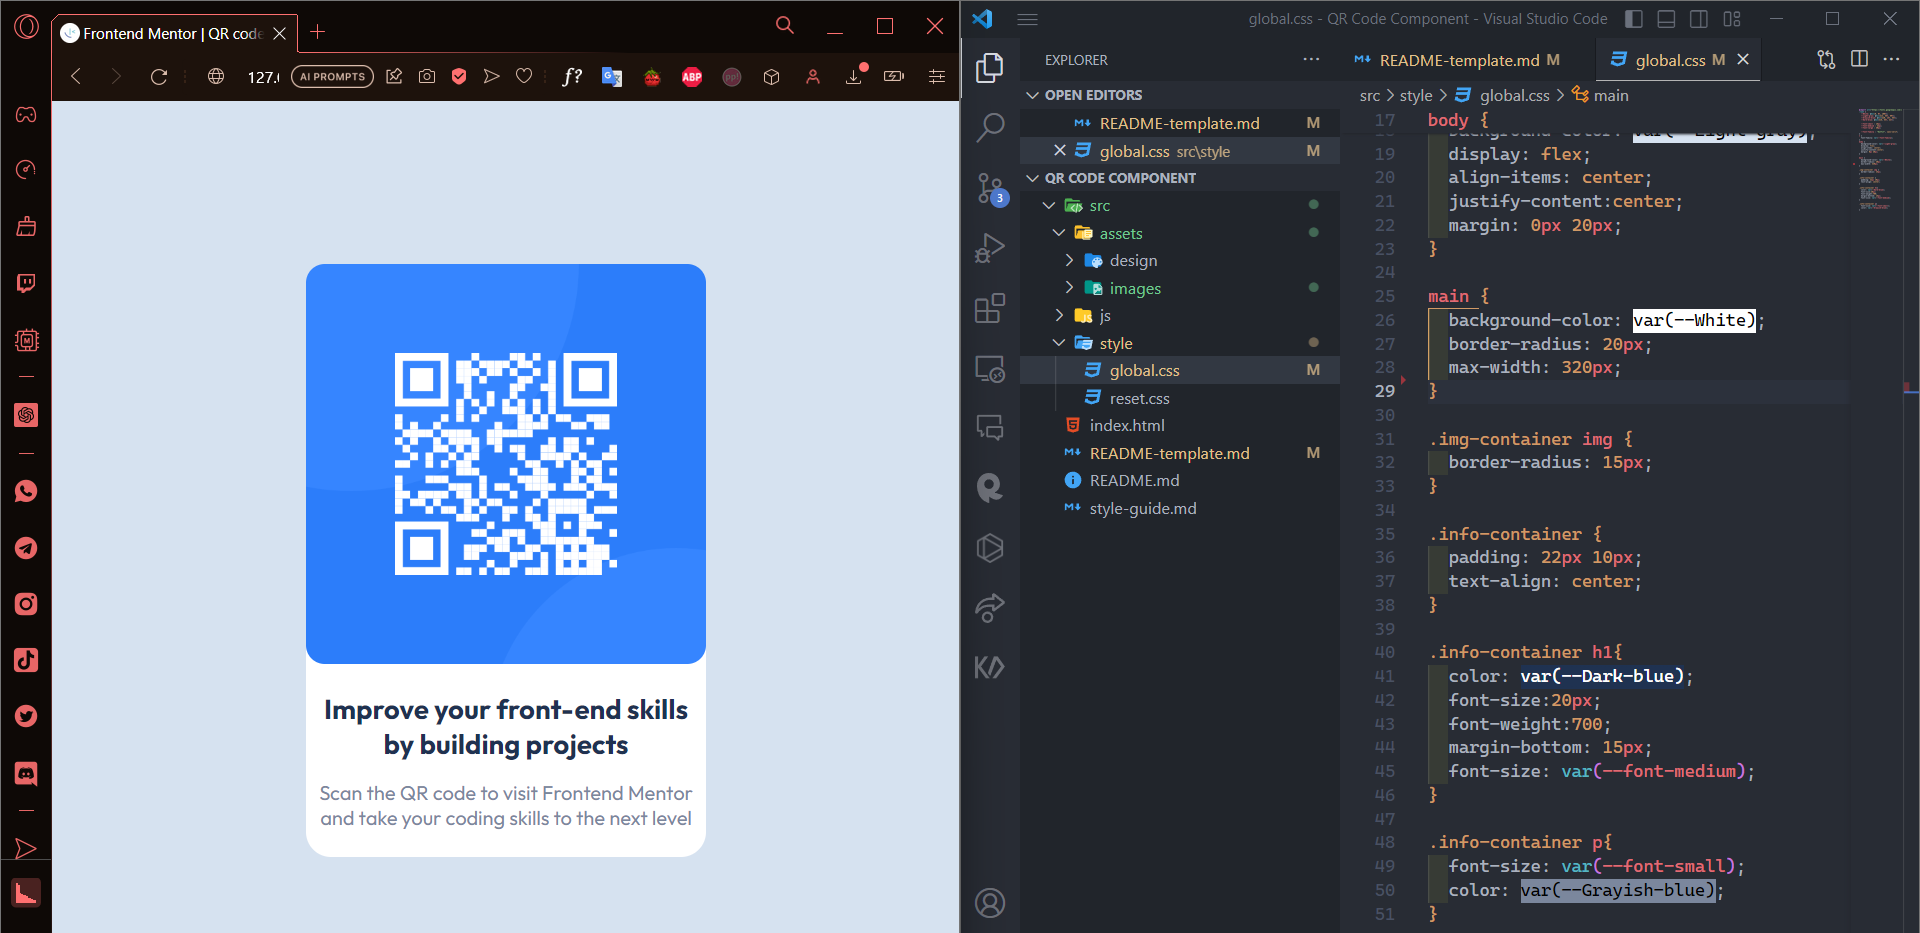 Frontend Mentor | QR code
127.
AI PROMPTS
f?
ABP
Improve your front-end skills
by building projects
Scan the QR code to visit Frontend Mentor
and take your coding skills to the next level
global.css - QR Code Component - Visual Studio Code
EXPLORER
README-template.md M
global.css M
OPEN EDITORS
README-template.md M
global.css src\style M
QR CODE COMPONENT
3
src
assets
design
images
js
style
global.css M
reset.css
index.html
README-template.md M
README.md
style-guide.md
src > style > global.css > main
17 body {
background-color: var(--Light-gray);
19 display: flex;
20 align-items: center;
21 justify-content:center;
22 margin: 0px 20px;
23 }
24
25 main {
26 background-color: var(--White);
27 border-radius: 20px;
28 max-width: 320px;
29 }
30
31 .img-container img {
32 border-radius: 15px;
33 }
34
35 .info-container {
36 padding: 22px 10px;
37 text-align: center;
38 }
39
40 .info-container h1{
41 color: var(--Dark-blue);
42 font-size:20px;
43 font-weight:700;
44 margin-bottom: 15px;
45 font-size: var(--font-medium);
46 }
47
48 .info-container p{
49 font-size: var(--font-small);
50 color: var(--Grayish-blue);
51 }